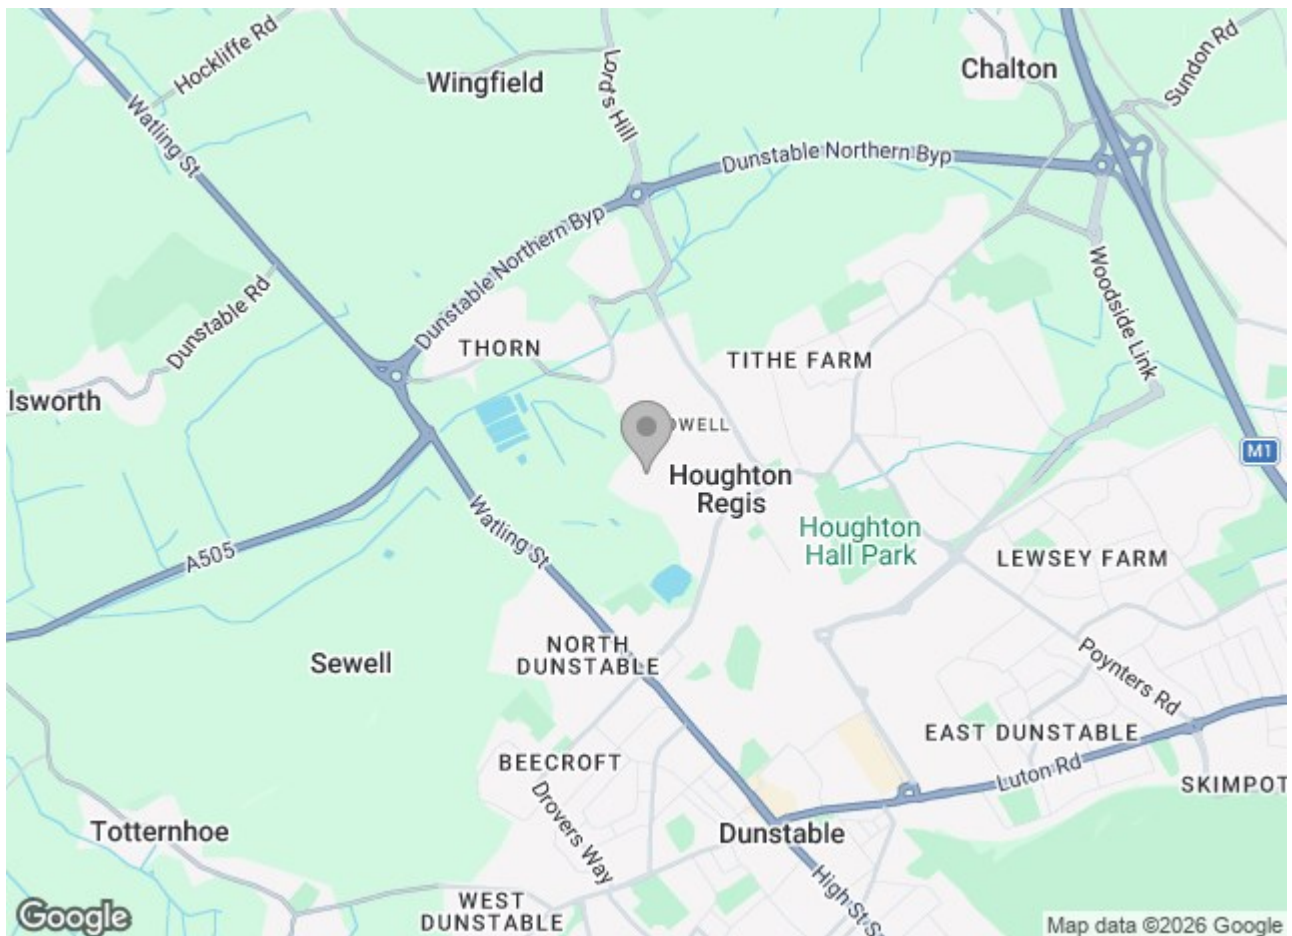 Hockliffe Rd
Wingfield
Lord's Hill
Chalton
Sundon Rd
Watling St
Dunstable Northern Byp
Dunstable Northern Byp
Woodside Link
Dunstable Rd
THORN
TITHE FARM
lsworth
OWELL
M1
Houghton
Regis
Houghton
Hall Park
Watling St
A505
LEWSEY FARM
NORTH
DUNSTABLE
Sewell
Poynters Rd
EAST DUNSTABLE
BEECROFT
Luton Rd
SKIMPOT
Drovers Way
Totternhoe
Dunstable
High St S
WEST
DUNSTABLE
Google
Map data ©2026 Google